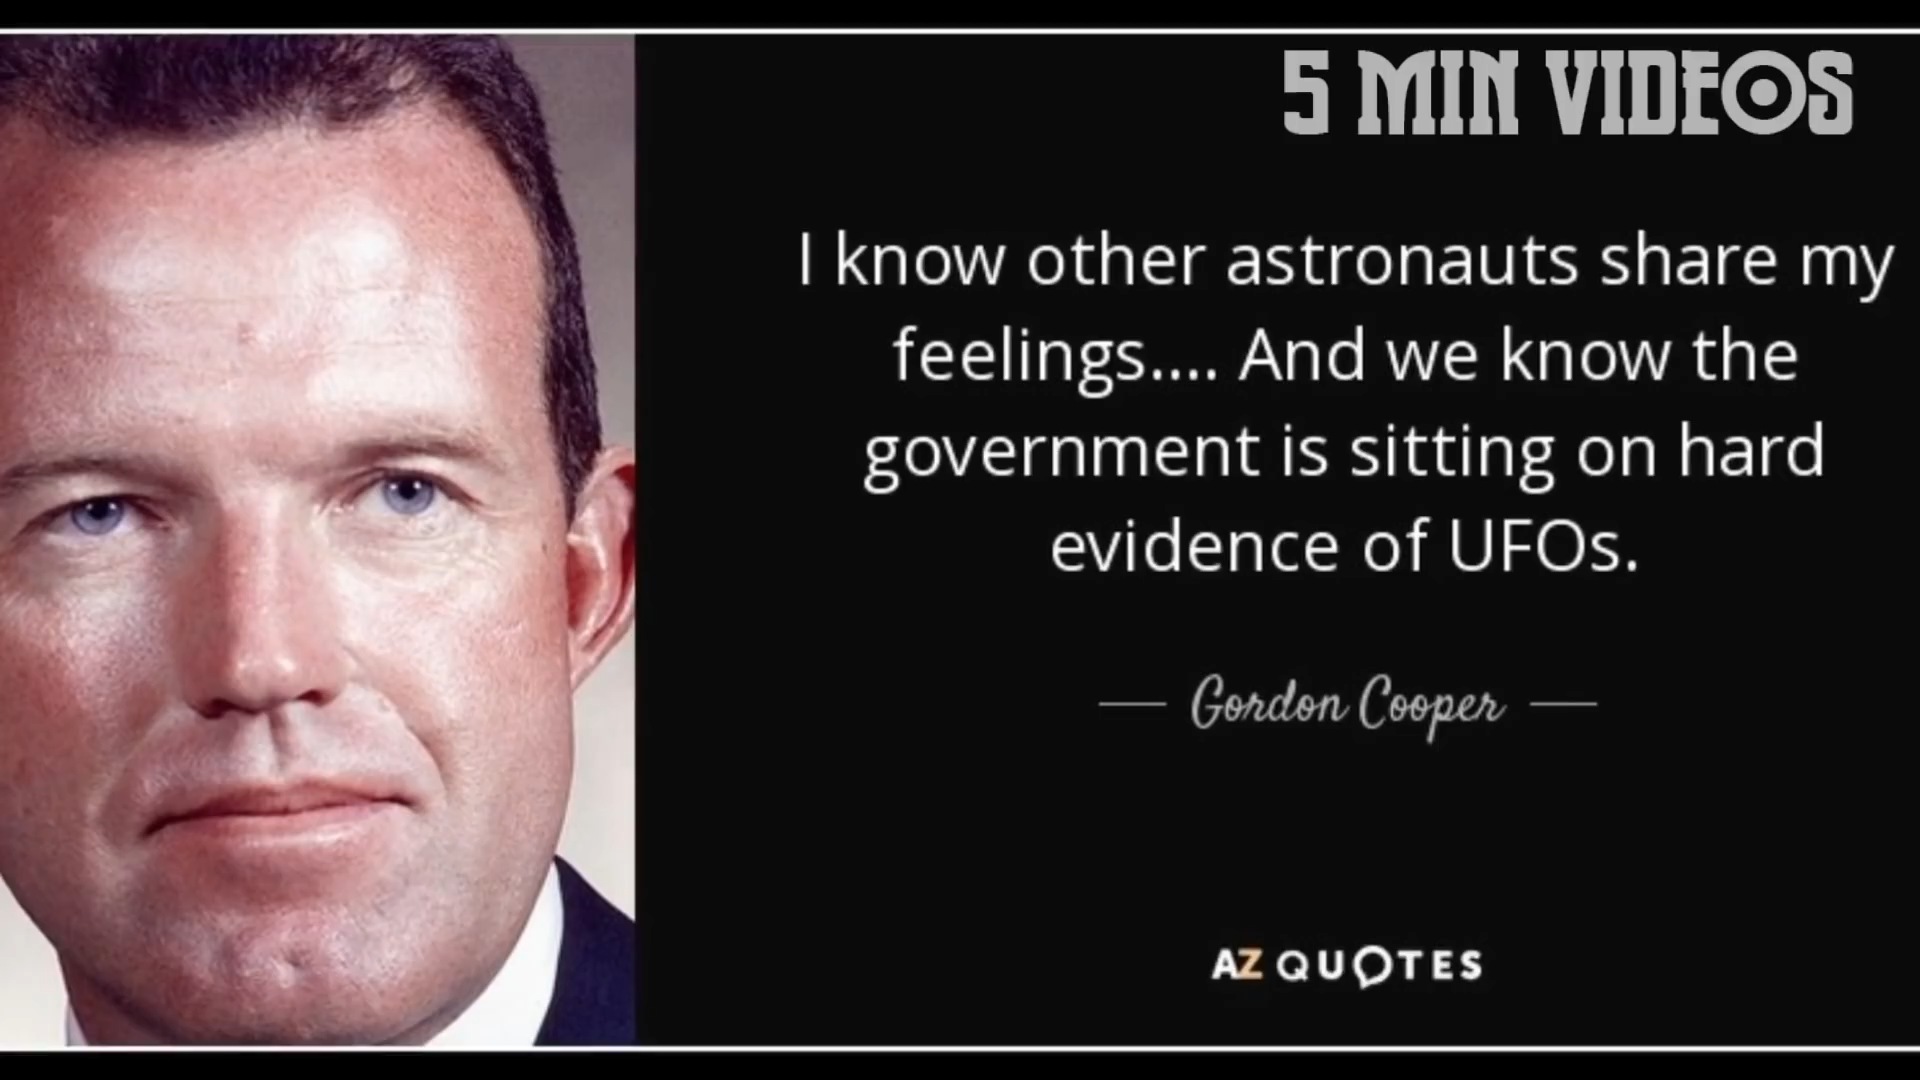 5 MIN VIDEOS
I know other astronauts share my
feelings.... And we know the
government is sitting on hard
evidence of UFOs.
Gordon Cooper
AZ QUOTES